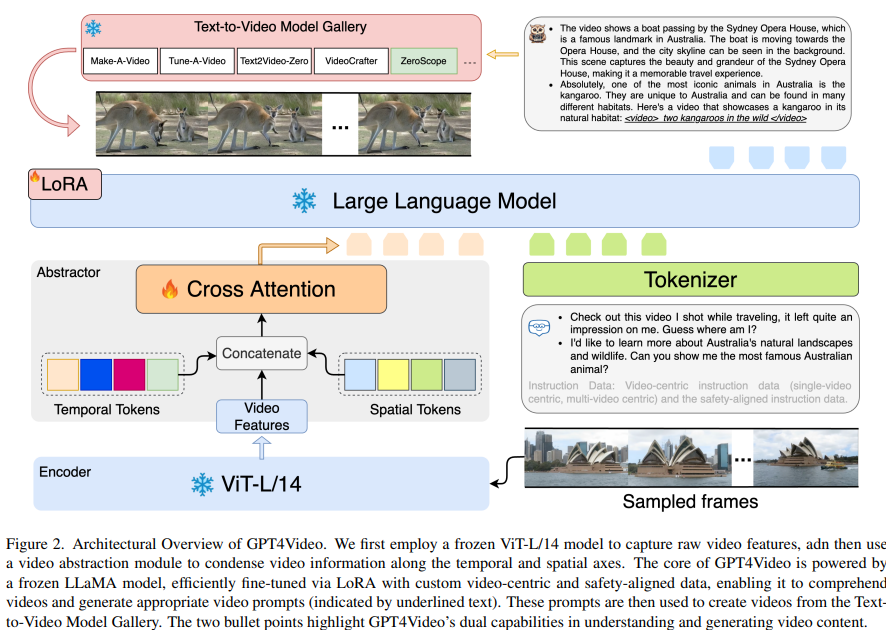 Text-to-Video Model Gallery
Make-A-Video
Tune-A-Video
Text2Video-Zero
VideoCrafter
ZeroScope
...
• The video shows a boat passing by the Sydney Opera House, which
is a famous landmark in Australia. The boat is moving towards the
Opera House, and the city skyline can be seen in the background.
This scene captures the beauty and grandeur of the Sydney Opera
House, making it a memorable travel experience.
• Absolutely, one of the most iconic animals in Australia is the
kangaroo. They are unique to Australia and can be found in many
different habitats. Here's a video that showcases a kangaroo in its
natural habitat: <video> two kangaroos in the wild </video>
...
LoRA
Large Language Model
Abstractor
Cross Attention
Concatenate
Temporal Tokens
Video
Features
Spatial Tokens
Encoder
ViT-L/14
Tokenizer
• Check out this video I shot while traveling, it left quite an
impression on me. Guess where am I?
• I'd like to learn more about Australia's natural landscapes
and wildlife. Can you show me the most famous Australian
animal?
Instruction Data: Video-centric instruction data (single-video
centric, multi-video centric) and the safety-aligned instruction data.
...
Sampled frames
Figure 2. Architectural Overview of GPT4Video. We first employ a frozen ViT-L/14 model to capture raw video features, adn then use
a video abstraction module to condense video information along the temporal and spatial axes. The core of GPT4Video is powered by
a frozen LLaMA model, efficiently fine-tuned via LoRA with custom video-centric and safety-aligned data, enabling it to comprehend
videos and generate appropriate video prompts (indicated by underlined text). These prompts are then used to create videos from the Text-
to-Video Model Gallery. The two bullet points highlight GPT4Video's dual capabilities in understanding and generating video content.